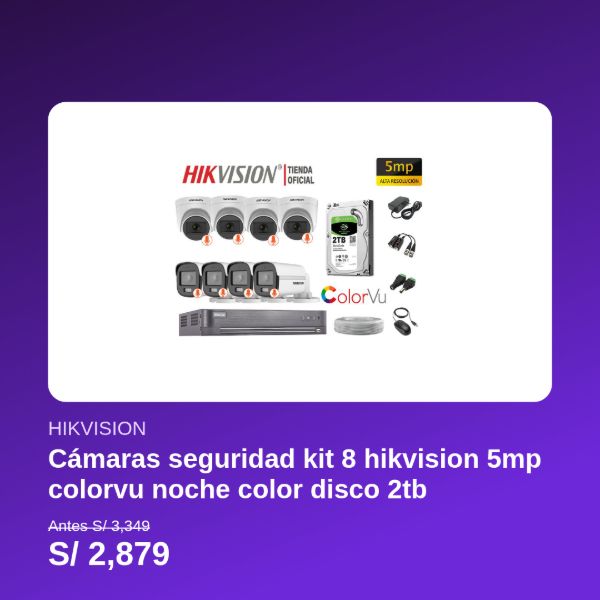 HIKVISION
TIENDA
OFICIAL
5mp
ALTA RESOLUCIÓN
2TB
ColorVu
HIKVISION
Cámaras seguridad kit 8 hikvision 5mp
colorvu noche color disco 2tb
Antes S/ 3,349
S/ 2,879